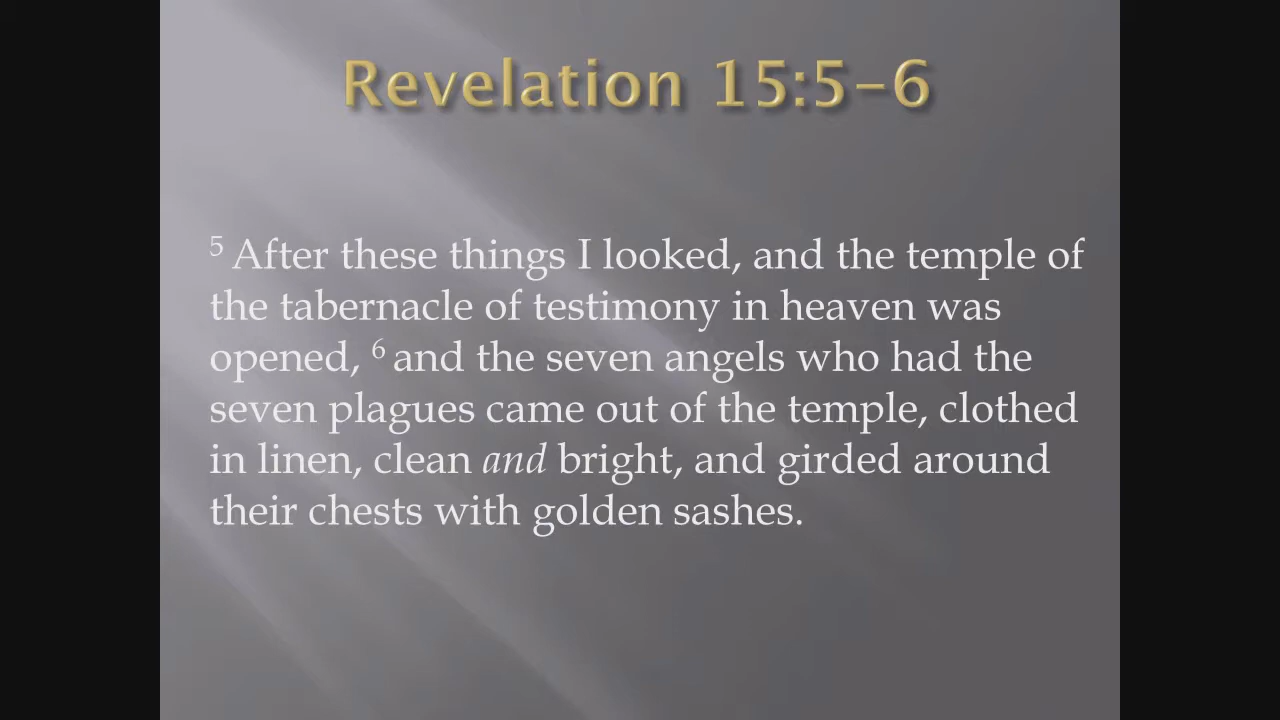 Revelation 15:5–6
5 After these things I looked, and the temple of
the tabernacle of testimony in heaven was
opened, 6 and the seven angels who had the
seven plagues came out of the temple, clothed
in linen, clean and bright, and girded around
their chests with golden sashes.